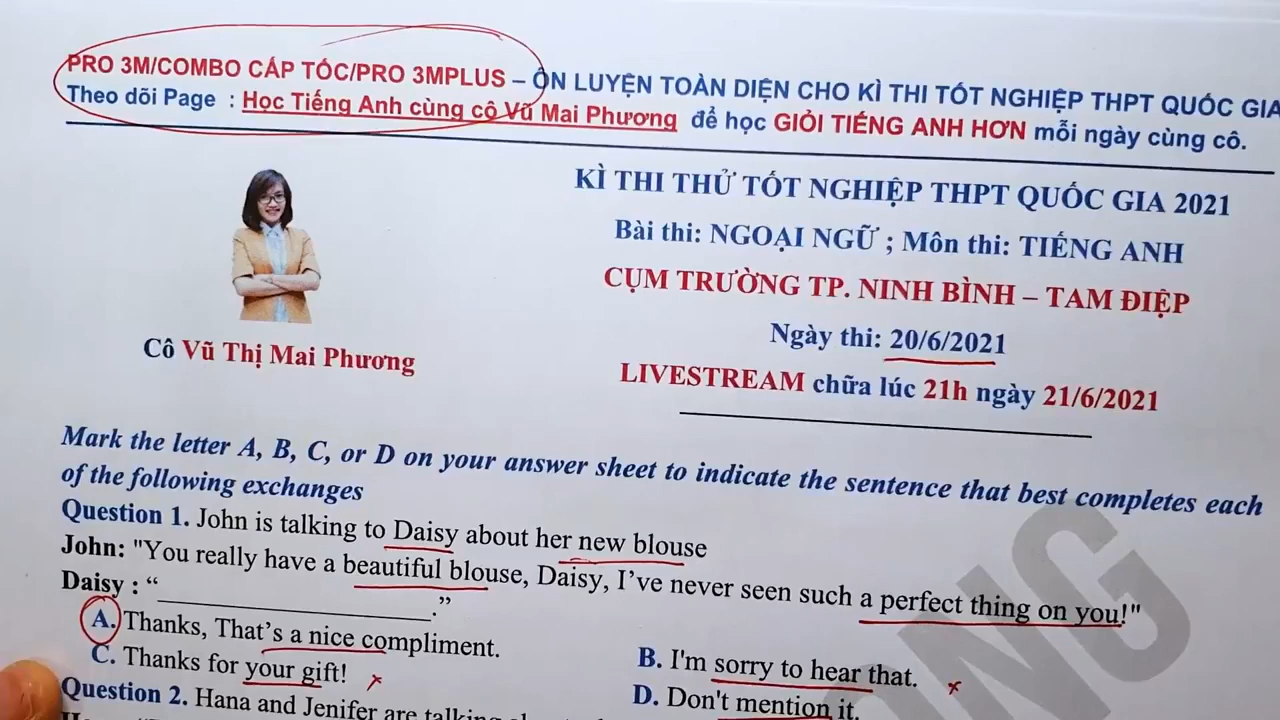 PRO 3M/COMBO CẤP TỐC/PRO 3MPLUS – ÔN LUYỆN TOÀN DIỆN CHO KÌ THI TỐT NGHIỆP THPT QUỐC GIA
Theo dõi Page : Học Tiếng Anh cùng cô Vũ Mai Phương để học GIỎI TIẾNG ANH HƠN mỗi ngày cùng cô.
KÌ THI THỬ TỐT NGHIỆP THPT QUỐC GIA 2021
Bài thi: NGOẠI NGỮ ; Môn thi: TIẾNG ANH
CỤM TRƯỜNG TP. NINH BÌNH – TAM ĐIỆP
Ngày thi: 20/6/2021
LIVESTREAM chữa lúc 21h ngày 21/6/2021
Cô Vũ Thị Mai Phương
Mark the letter A, B, C, or D on your answer sheet to indicate the sentence that best completes each
of the following exchanges
Question 1. John is talking to Daisy about her new blouse
John: "You really have a beautiful blouse, Daisy, I’ve never seen such a perfect thing on you!"
Daisy : “_______________________.”
A. Thanks, That’s a nice compliment.
B. I'm sorry to hear that.
C. Thanks for your gift!
D. Don't mention it.
Question 2. Hana and Jenifer are talking